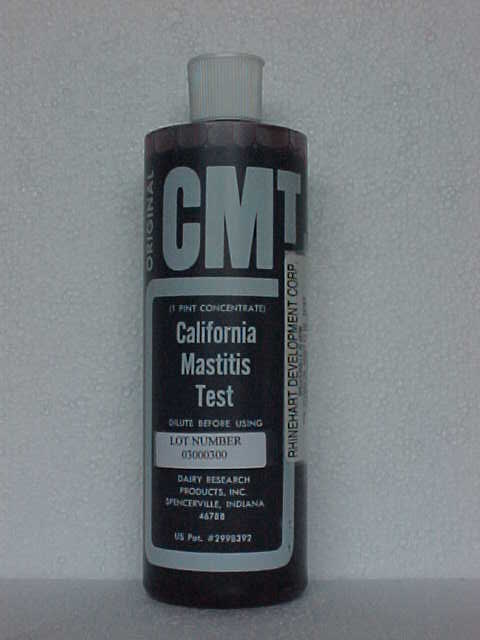 ORIGINAL
CMT
(1 PINT CONCENTRATE)
California
Mastitis
Test
DILUTE BEFORE USING
LOT NUMBER
03000300
DAIRY RESEARCH
PRODUCTS, INC.
SPENCERVILLE, INDIANA
46788
US Pat. #2998392
RHINEHART DEVELOPMENT CORP.